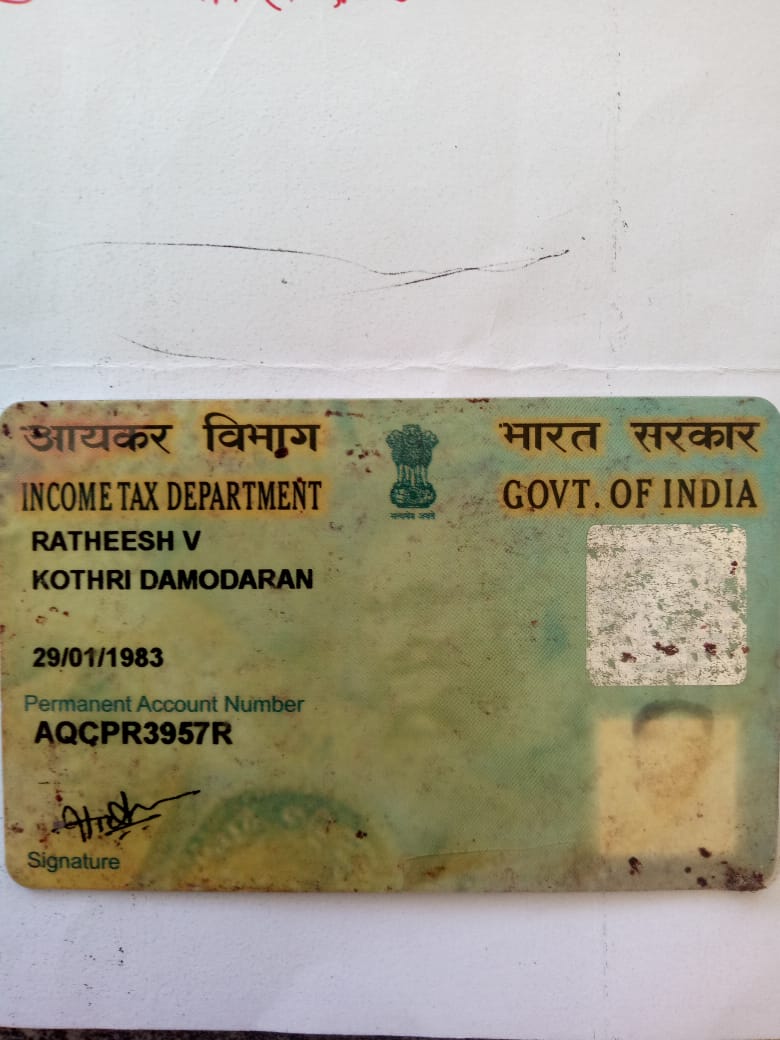 आयकर विभाग
भारत सरकार
INCOME TAX DEPARTMENT
GOVT. OF INDIA
सत्यमेव जयते
RATHEESH V
KOTHRI DAMODARAN
29/01/1983
Permanent Account Number
AQCPR3957R
Signature